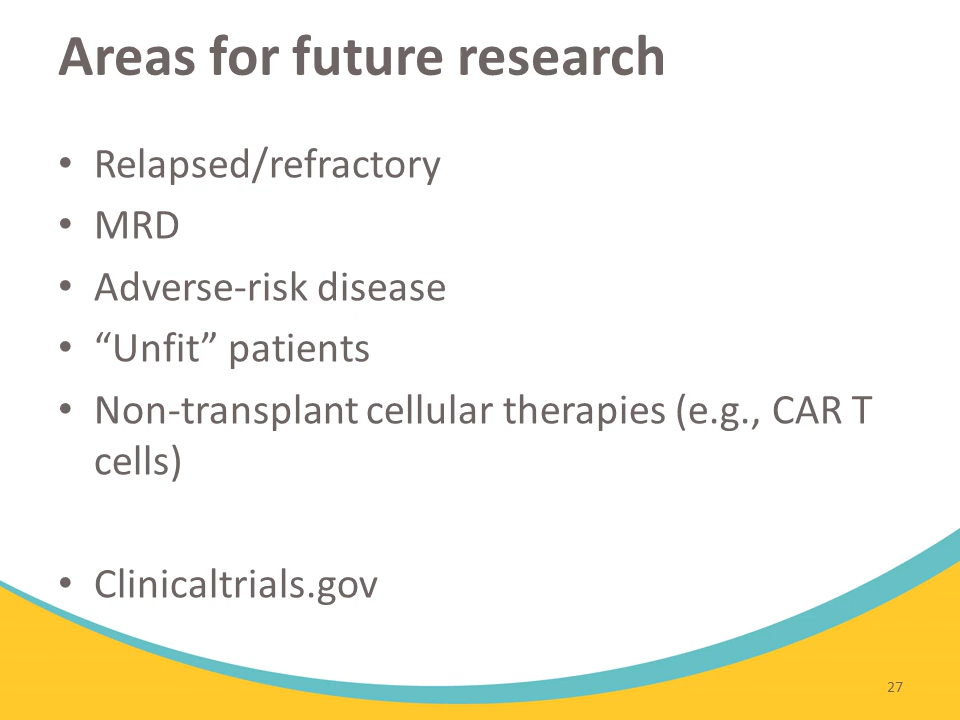 Areas for future research
• Relapsed/refractory
• MRD
• Adverse-risk disease
• “Unfit” patients
• Non-transplant cellular therapies (e.g., CAR T
cells)
• Clinicaltrials.gov
27